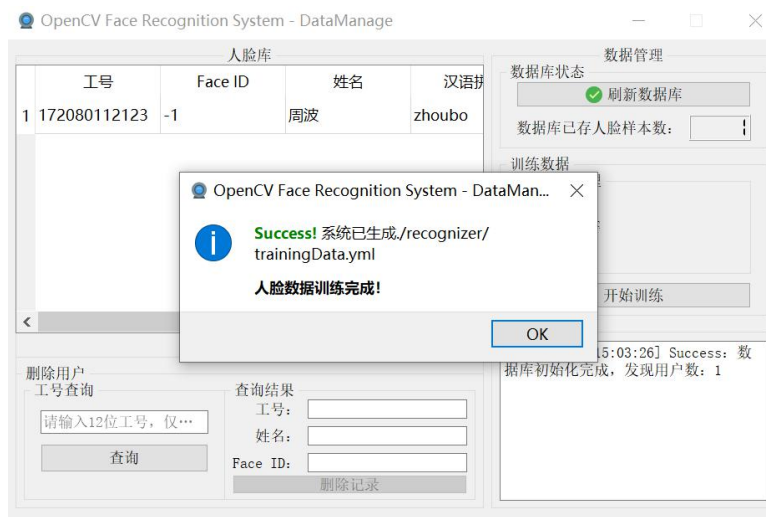 OpenCV Face Recognition System - DataManage
人脸库
工号 Face ID 姓名 汉语拼
1 172080112123 -1 周波 zhoubo
数据管理
数据库状态
刷新数据库
数据库已存人脸样本数： 1
训练数据
OpenCV Face Recognition System - DataMan...
Success! 系统已生成./recognizer/
trainingData.yml
人脸数据训练完成！
OK
开始训练
5:03:26] Success: 数
据库初始化完成，发现用户数：1
删除用户
工号查询
请输入12位工号，仅…
查询
查询结果
工号：
姓名：
Face ID:
删除记录